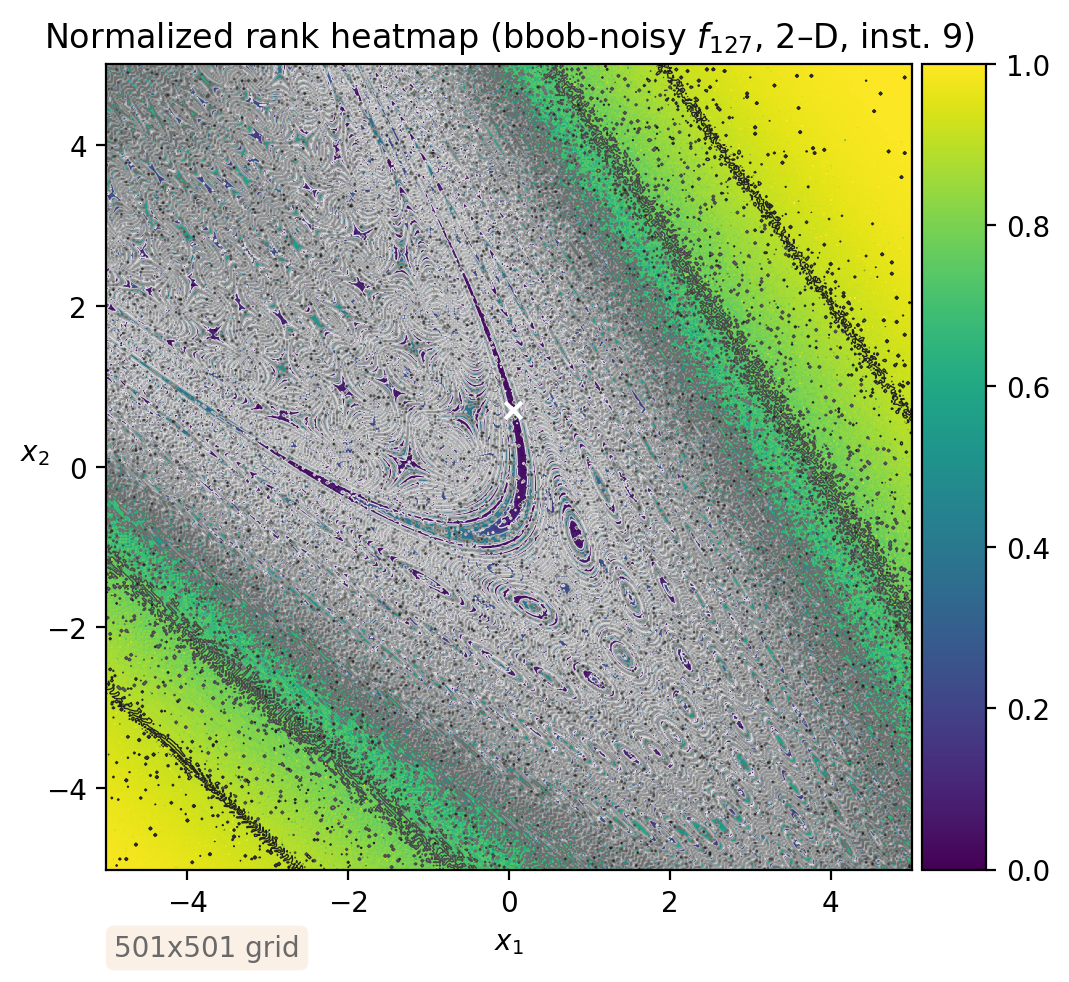 Normalized rank heatmap (bbob-noisy f₁₂₇, 2–D, inst. 9)
1.0
0.8
0.6
0.4
0.2
0.0
4
2
0
−2
−4
x₂
−4 −2 0 2 4
x₁
501x501 grid